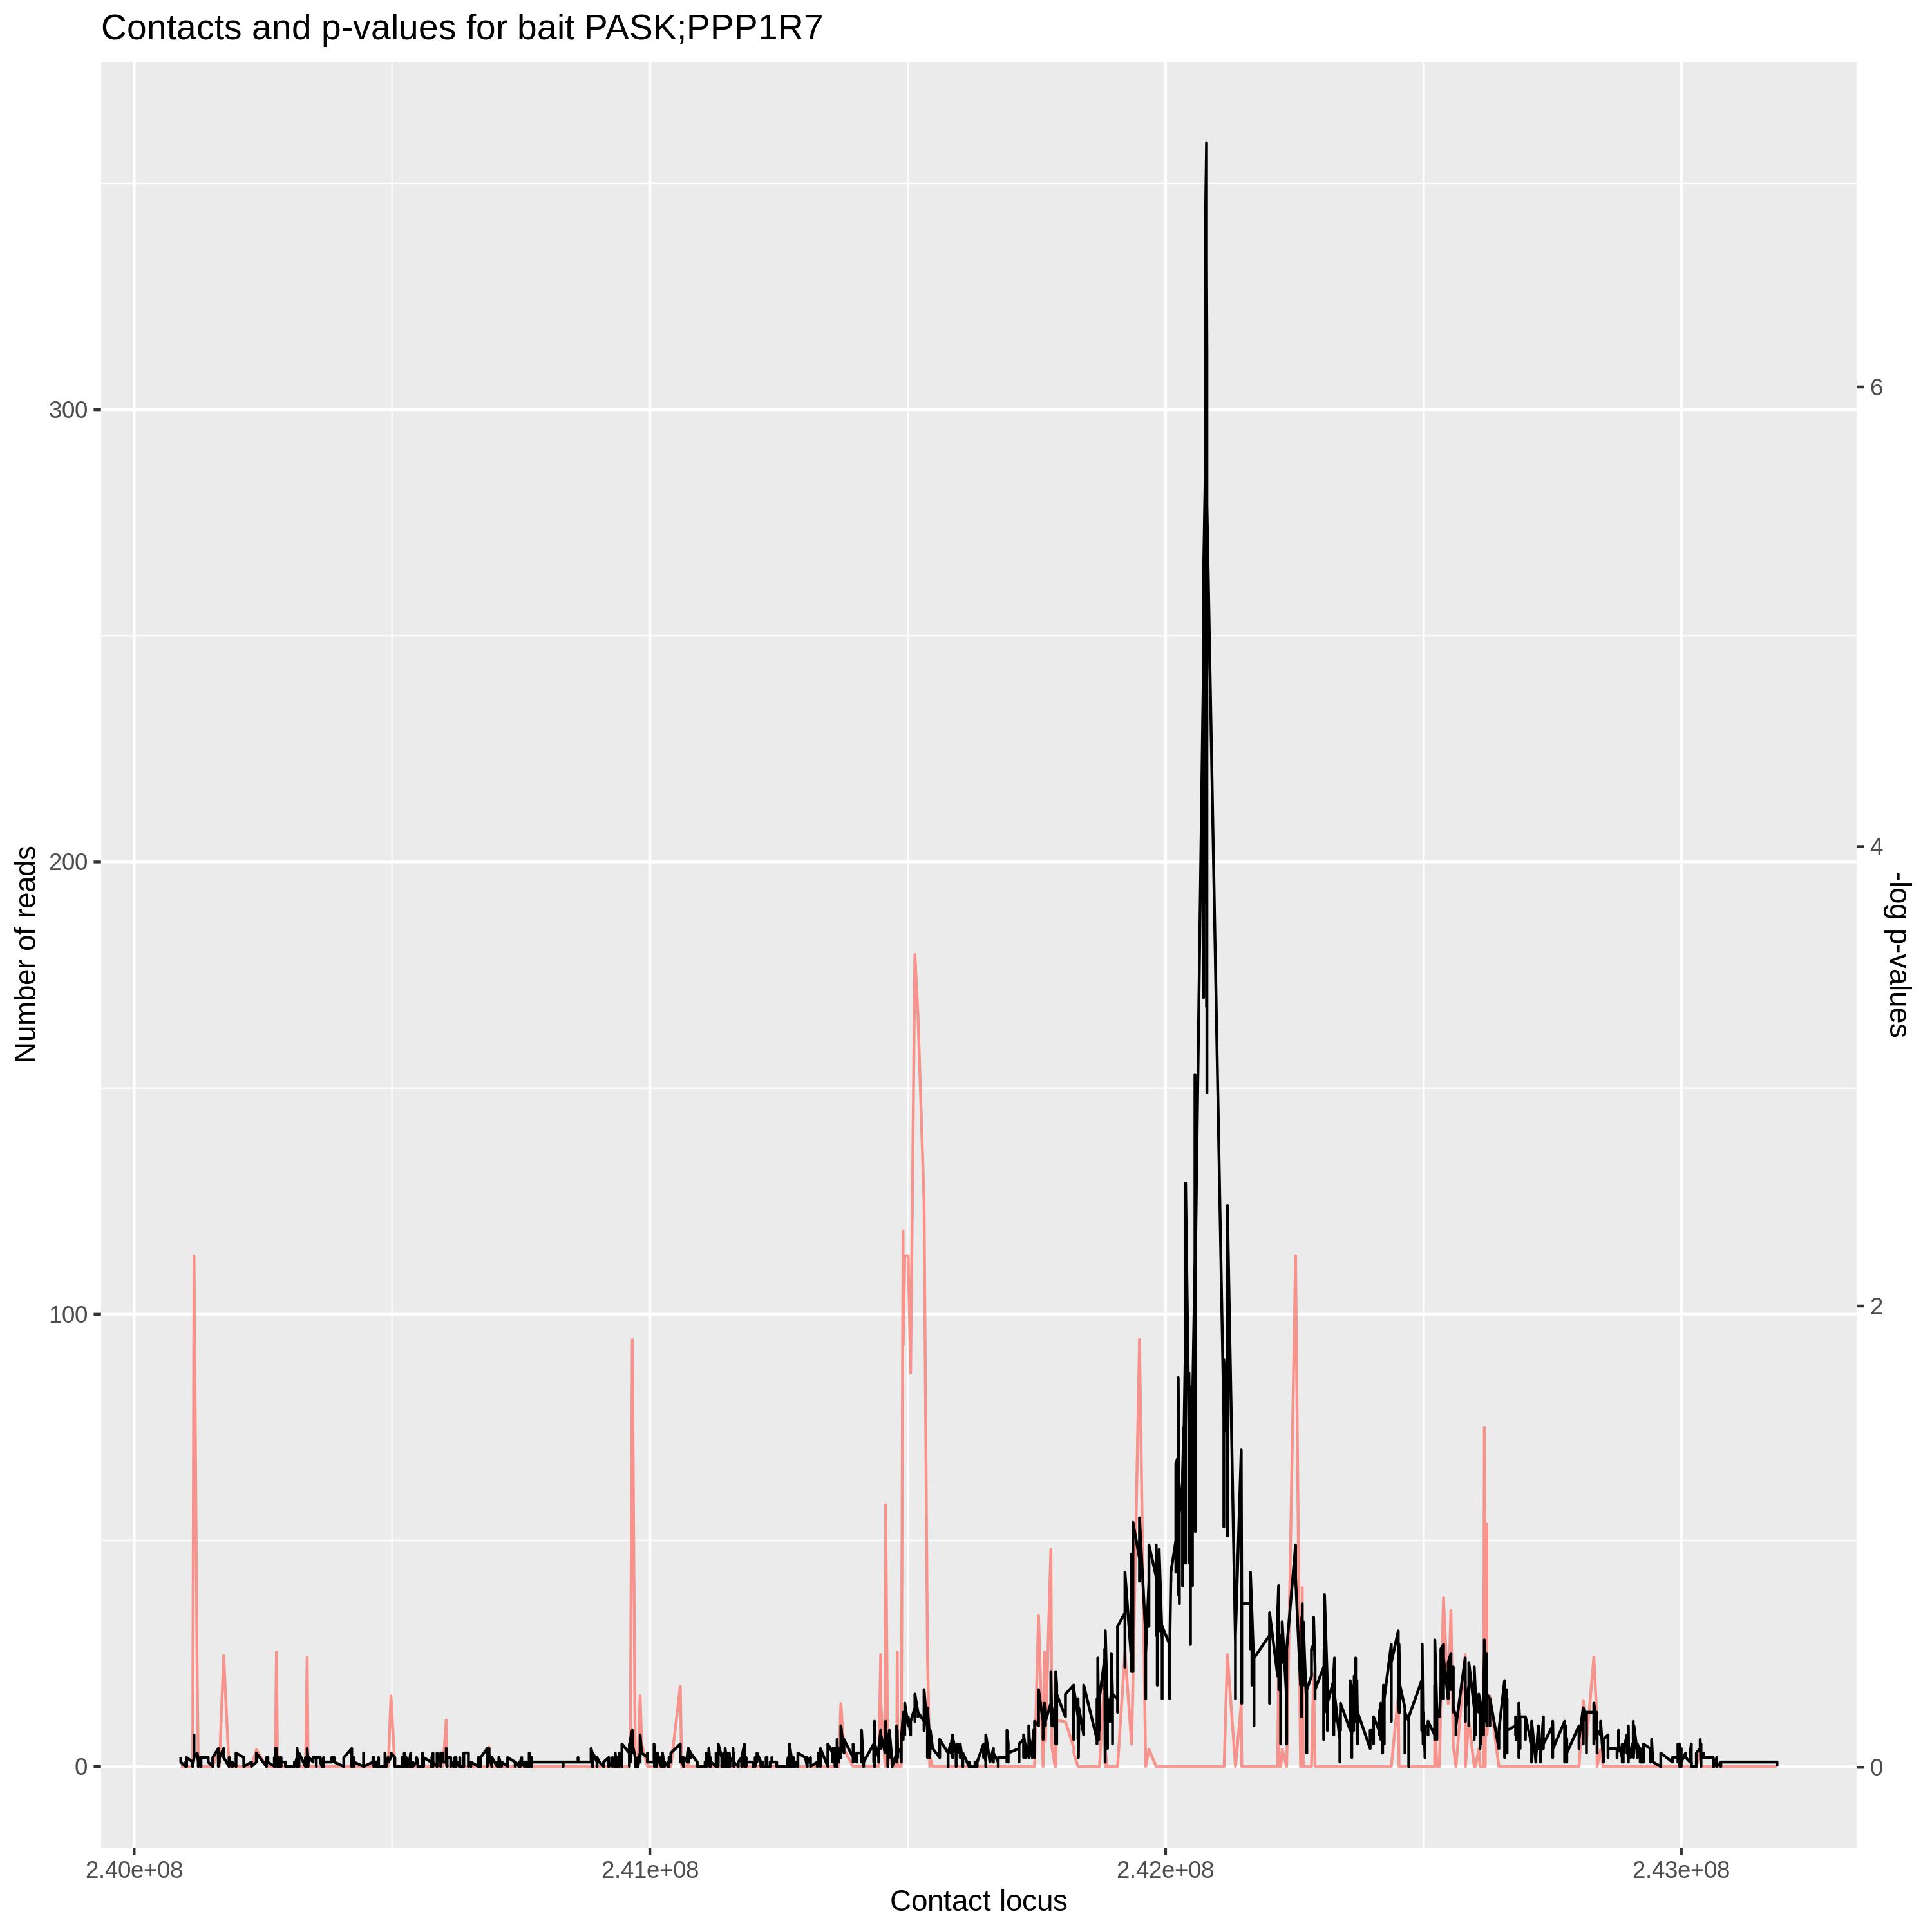 Contacts and p-values for bait PASK;PPP1R7
Number of reads
300
200
100
0
6
4
2
0
-log p-values
2.40e+08
2.41e+08
2.42e+08
2.43e+08
Contact locus